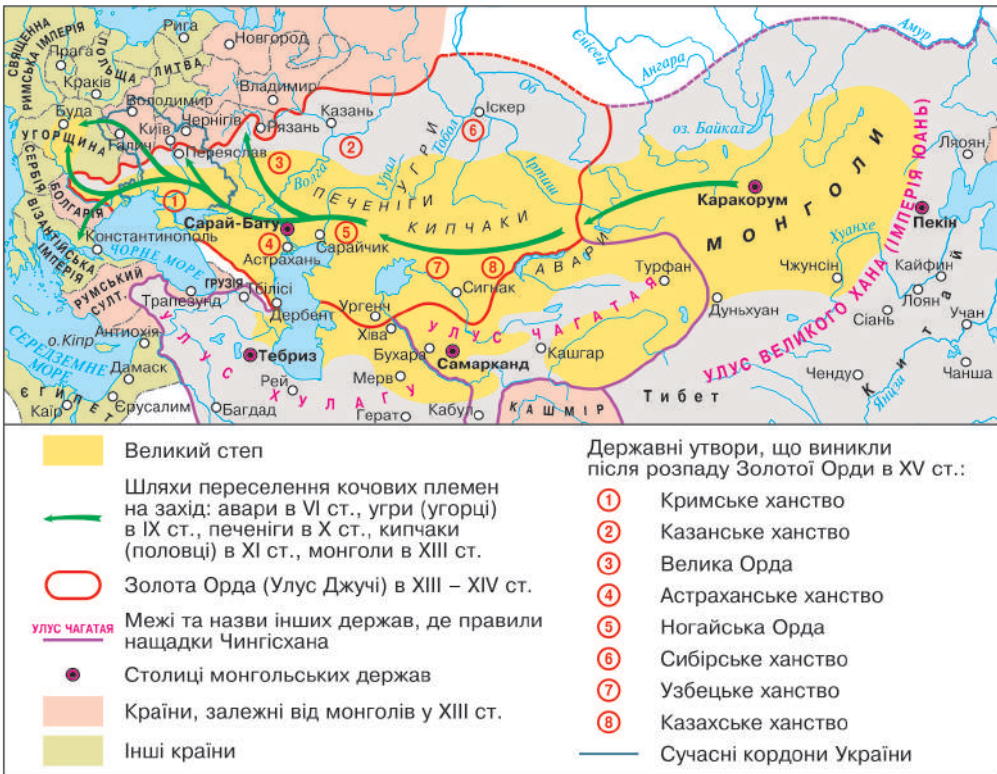 СВЯЩЕННА
РИМСЬКА ІМПЕРІЯ
Рига
Новгород
Прага
ПОЛЬЩА
ЛИТВА
Краків
Володимир
Владимир
Буда
УГОРЩИНА
Галич
Київ
Чернігів
Переяслав
Рязань
Казань
Іскер
СЕРБІЯ
БОЛГАРІЯ
ВІЗАНТІЙСЬКА
ІМПЕРІЯ
Константинополь
ЧОРНЕ МОРЕ
РУМСЬКИЙ
СУЛТ.
Трапезунд
ГРУЗІЯ
Тбілісі
Дербент
Антиохія
о.Кіпр
СЕРЕДЗЕМНЕ
МОРЕ
Дамаск
ЄГИПЕТ
Єрусалим
Каїр
Багдад
Тебриз
УЛУС ХУЛАГУ
Рей
Мерв
Герат
Кабул
Волга
Урал
Тобол
Об
Іртиш
УГРИ
ПЕЧЕНІГИ
КИПЧАКИ
АВАРИ
Сарай-Бату
Астрахань
Сарайчик
Сигнак
Ургенч
Хіва
Бухара
Самарканд
УЛУС ЧАГАТАЯ
Кашгар
Турфан
КАШМІР
Тибет
Єнісей
Ангара
Амур
оз. Байкал
Каракорум
МОНГОЛИ
УЛУС ВЕЛИКОГО ХАНА (ІМПЕРІЯ ЮАНЬ)
Ляоян
Пекін
Хуанхе
Чжунсін
Дуньхуан
Кайфин
Лоян
Сіань
Учан
Ченду
Чанша
Янцзи
Китай
1
2
3
4
5
6
7
8
Великий степ
Шляхи переселення кочових племен
на захід: авари в VI ст., угри (угорці)
в IX ст., печеніги в X ст., кипчаки
(половці) в XI ст., монголи в XIII ст.
Золота Орда (Улус Джучі) в XIII – XIV ст.
УЛУС ЧАГАТАЯ
Межі та назви інших держав, де правили
нащадки Чингісхана
Столиці монгольських держав
Країни, залежні від монголів у XIII ст.
Інші країни
Державні утвори, що виникли
після розпаду Золотої Орди в XV ст.:
1 Кримське ханство
2 Казанське ханство
3 Велика Орда
4 Астраханське ханство
5 Ногайська Орда
6 Сибірське ханство
7 Узбецьке ханство
8 Казахське ханство
Сучасні кордони України